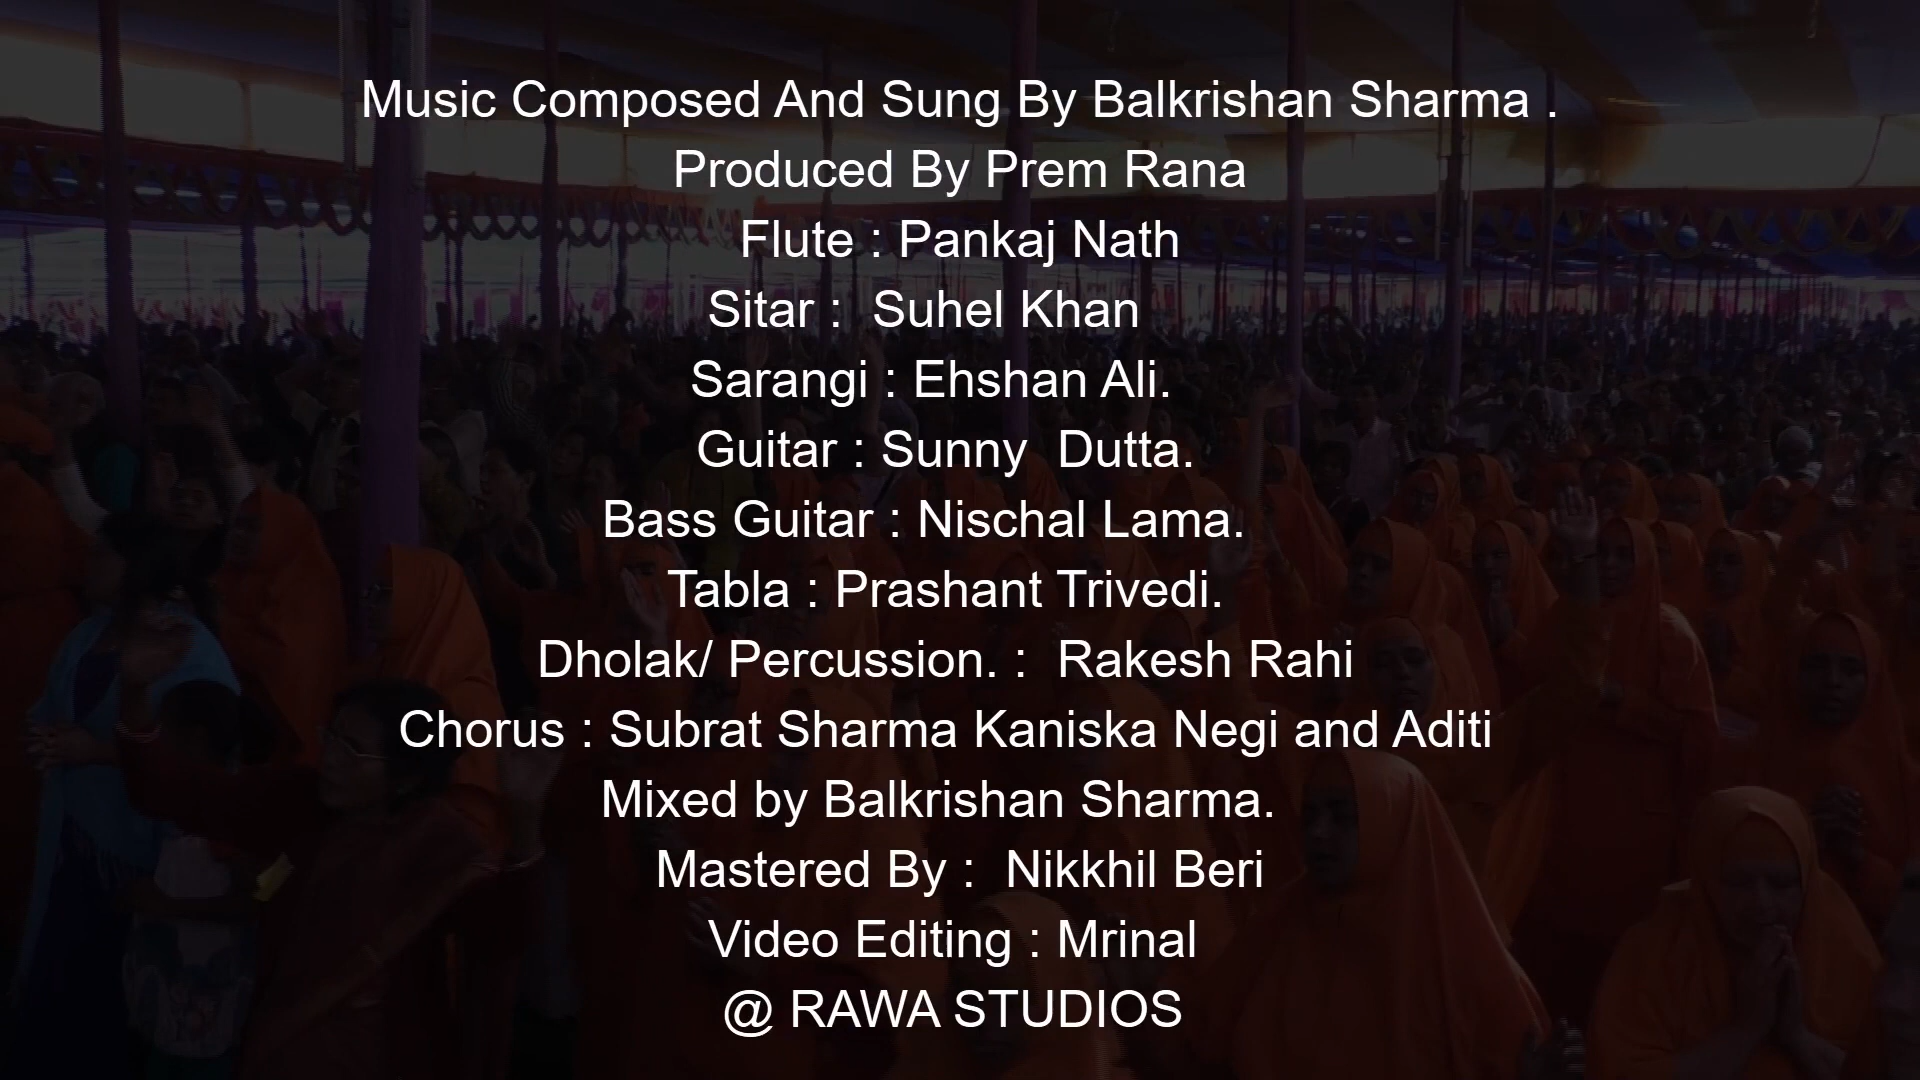 Music Composed And Sung By Balkrishan Sharma .
Produced By Prem Rana
Flute : Pankaj Nath
Sitar :  Suhel Khan
Sarangi : Ehshan Ali.
Guitar : Sunny  Dutta.
Bass Guitar : Nischal Lama.
Tabla : Prashant Trivedi.
Dholak/ Percussion. :  Rakesh Rahi
Chorus : Subrat Sharma Kaniska Negi and Aditi
Mixed by Balkrishan Sharma.
Mastered By :  Nikkhil Beri
Video Editing : Mrinal
@ RAWA STUDIOS